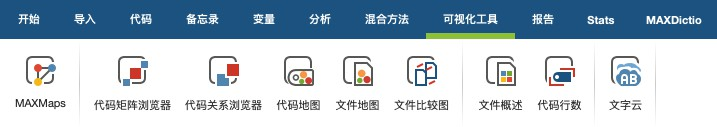 开始 导入 代码 备忘录 变量 分析 混合方法 可视化工具 报告 Stats MAXDictio
MAXMaps 代码矩阵浏览器 代码关系浏览器 代码地图 文件地图 文件比较图 文件概述 代码行数 文字云